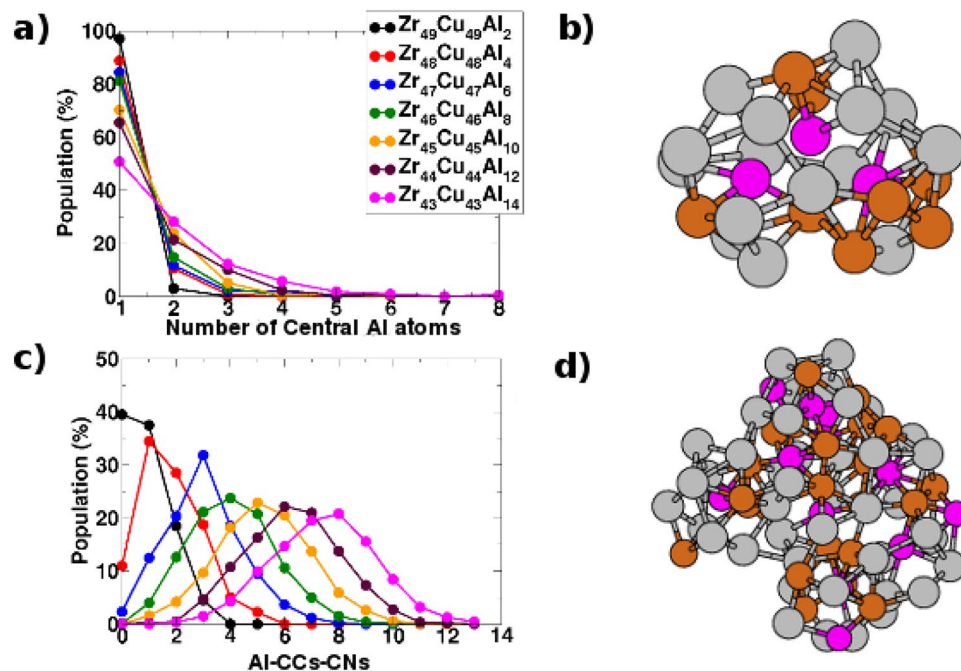 a)
Population (%)
100
80
60
40
20
0
1 2 3 4 5 6 7 8
Number of Central Al atoms
Zr₄₉Cu₄₉Al₂
Zr₄₈Cu₄₈Al₄
Zr₄₇Cu₄₇Al₆
Zr₄₆Cu₄₆Al₈
Zr₄₅Cu₄₅Al₁₀
Zr₄₄Cu₄₄Al₁₂
Zr₄₃Cu₄₃Al₁₄
b)
c)
Population (%)
50
40
30
20
10
0
0 2 4 6 8 10 12 14
Al-CCs-CNs
d)